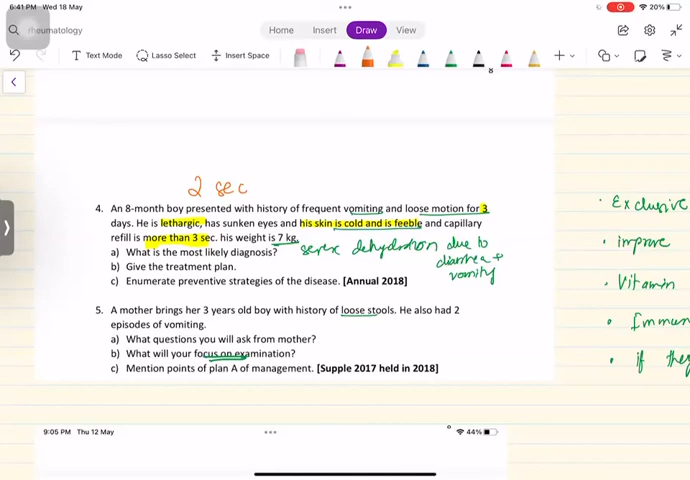 6:41 PM Wed 18 May
20%
rheumatology
Home Insert Draw View
Text Mode Lasso Select Insert Space
2 sec
4. An 8-month boy presented with history of frequent vomiting and loose motion for 3
days. He is lethargic, has sunken eyes and his skin is cold and is feeble and capillary
refill is more than 3 sec. his weight is 7 kg.
a) What is the most likely diagnosis?
b) Give the treatment plan.
c) Enumerate preventive strategies of the disease. [Annual 2018]
dehydration due to
diarrhea +
5. A mother brings her 3 years old boy with history of loose stools. He also had 2
episodes of vomiting.
a) What questions you will ask from mother?
b) What will your focus on examination?
c) Mention points of plan A of management. [Supple 2017 held in 2018]
• Exclusive
• improve
• Vitamin
• Immun
• if they
9:05 PM Thu 12 May
44%